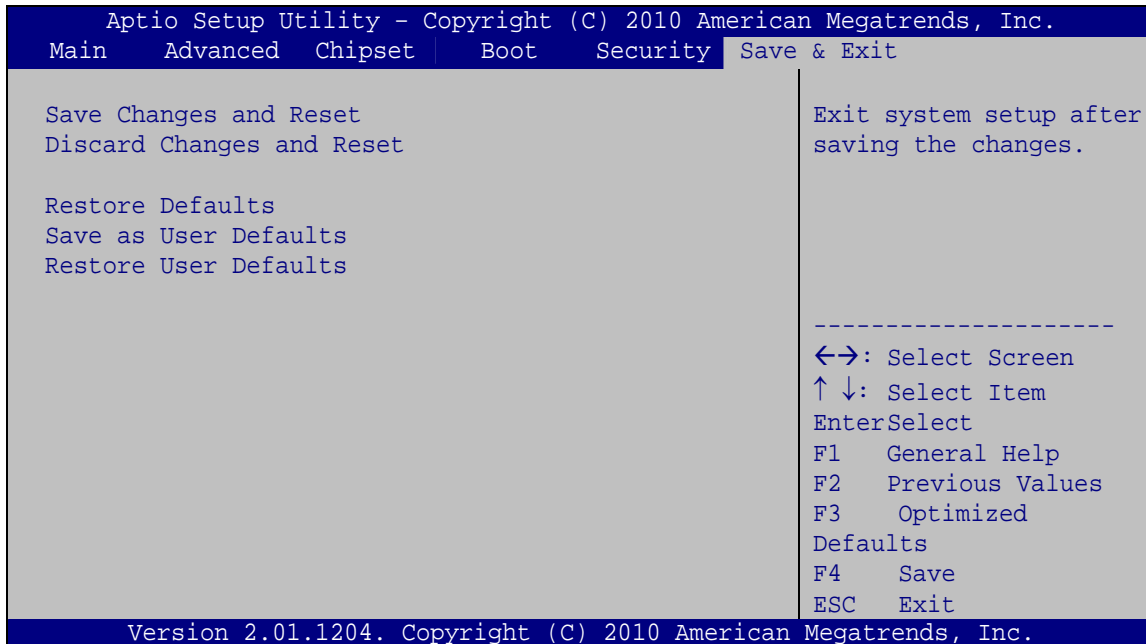 Aptio Setup Utility – Copyright (C) 2010 American Megatrends, Inc.
Main Advanced Chipset Boot Security Save & Exit
Save Changes and Reset
Discard Changes and Reset
Restore Defaults
Save as User Defaults
Restore User Defaults
Exit system setup after
saving the changes.
---------------------
←→: Select Screen
↑ ↓: Select Item
EnterSelect
F1 General Help
F2 Previous Values
F3 Optimized
Defaults
F4 Save
ESC Exit
Version 2.01.1204. Copyright (C) 2010 American Megatrends, Inc.